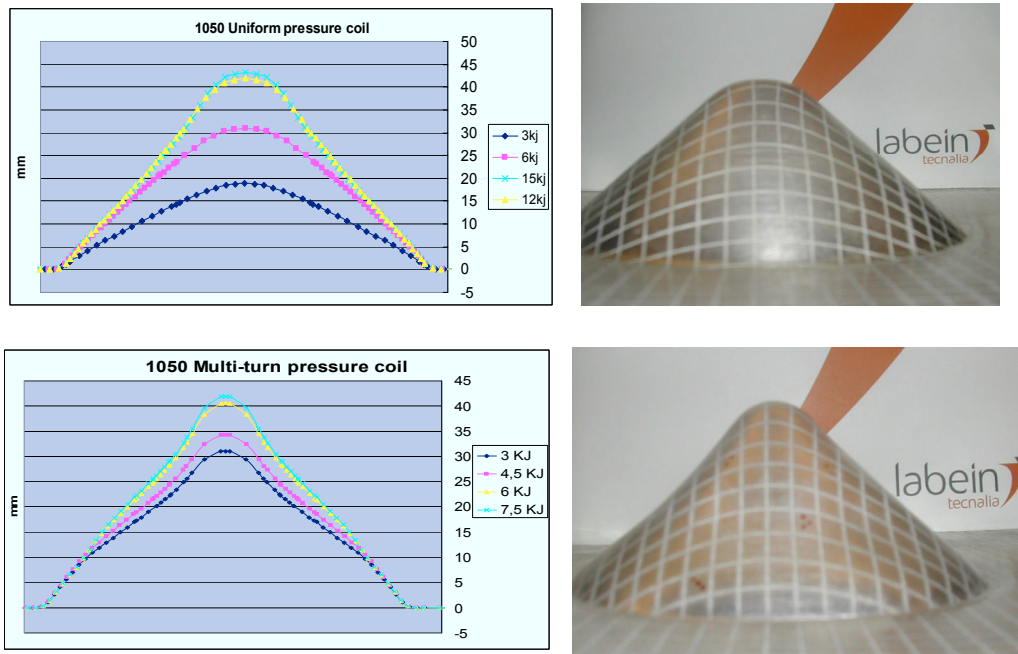 1050 Uniform pressure coil
50
45
40
35
30
25
20
15
10
5
0
-5
mm
3kj
6kj
15kj
12kj
labein
tecnalia
1050 Multi-turn pressure coil
45
40
35
30
25
20
15
10
5
0
-5
mm
3 KJ
4,5 KJ
6 KJ
7,5 KJ
labein
tecnalia